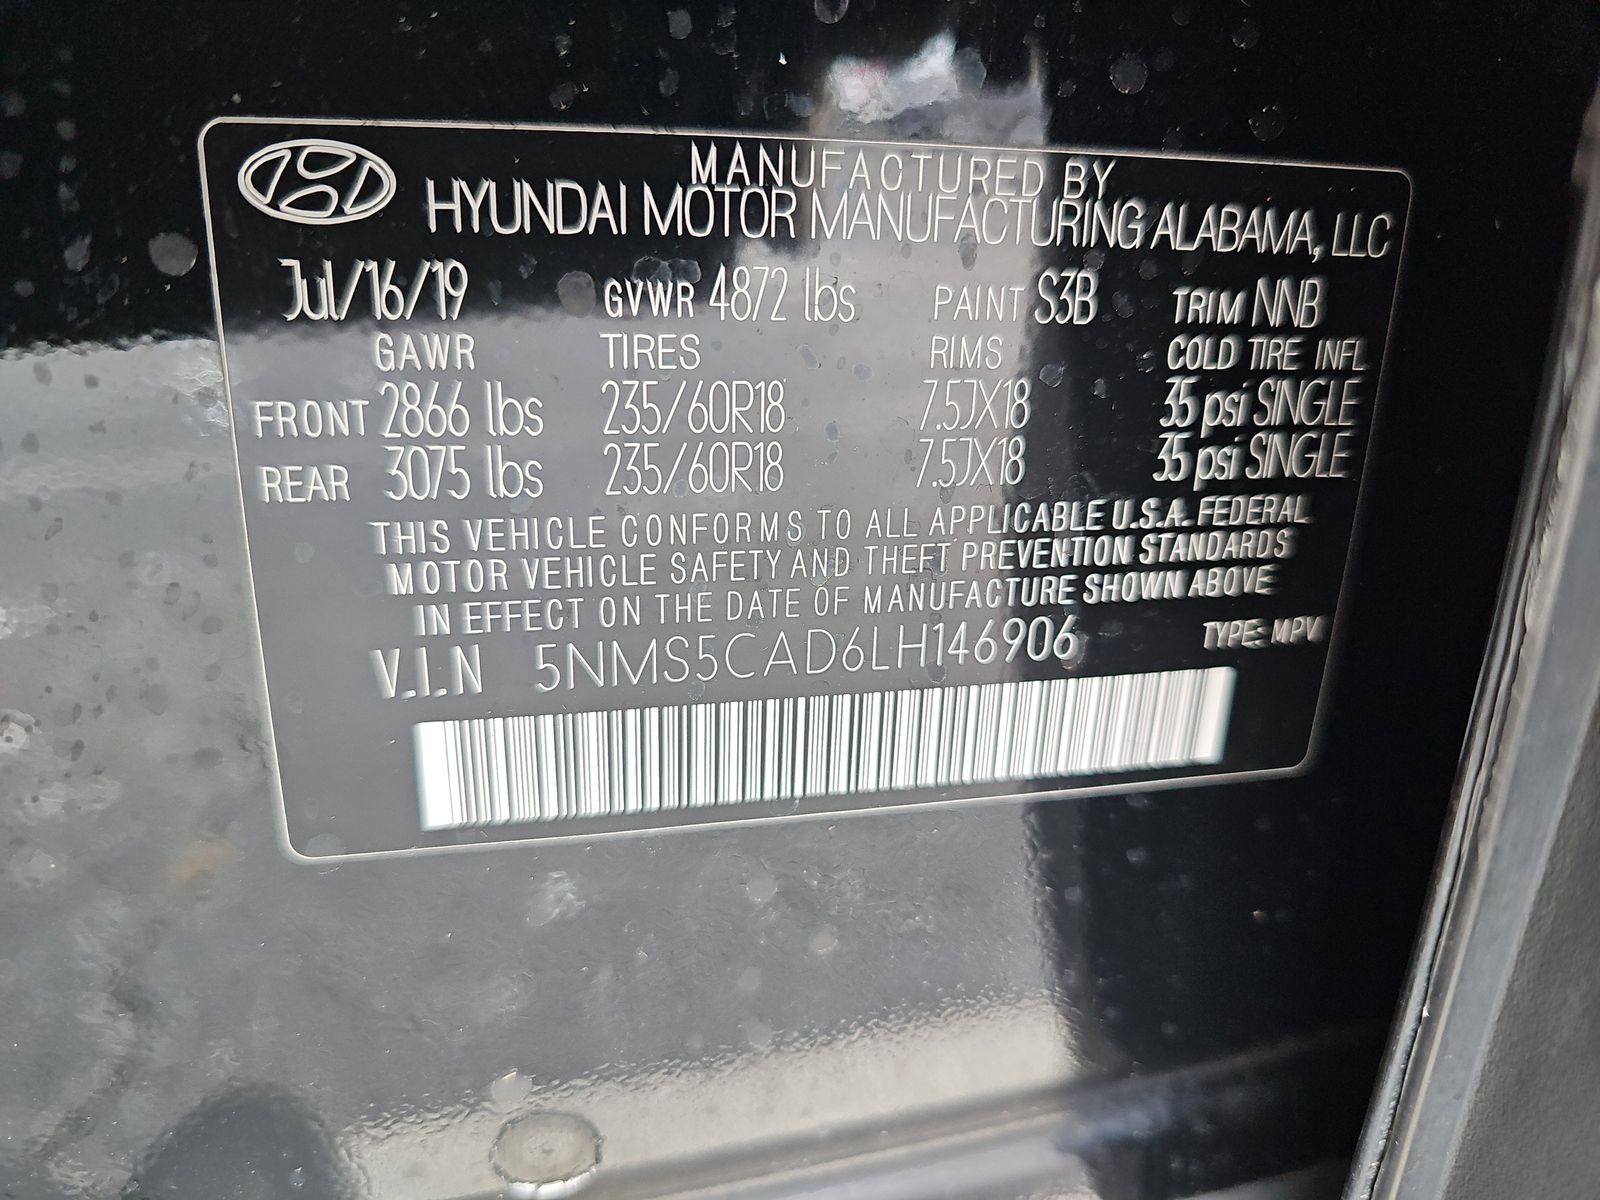 MANUFACTURED BY
HYUNDAI MOTOR MANUFACTURING ALABAMA, LLC
Jul/16/19 GVWR 4872 lbs PAINT S3B TRIM NNB
GAWR TIRES RIMS COLD TIRE INFL
FRONT 2866 lbs 235/60R18 7.5JX18 35 psi SINGLE
REAR 3075 lbs 235/60R18 7.5JX18 35 psi SINGLE
THIS VEHICLE CONFORMS TO ALL APPLICABLE U.S.A. FEDERAL
MOTOR VEHICLE SAFETY AND THEFT PREVENTION STANDARDS
IN EFFECT ON THE DATE OF MANUFACTURE SHOWN ABOVE
V.I.N 5NMS5CAD6LH146906 TYPE: MPV